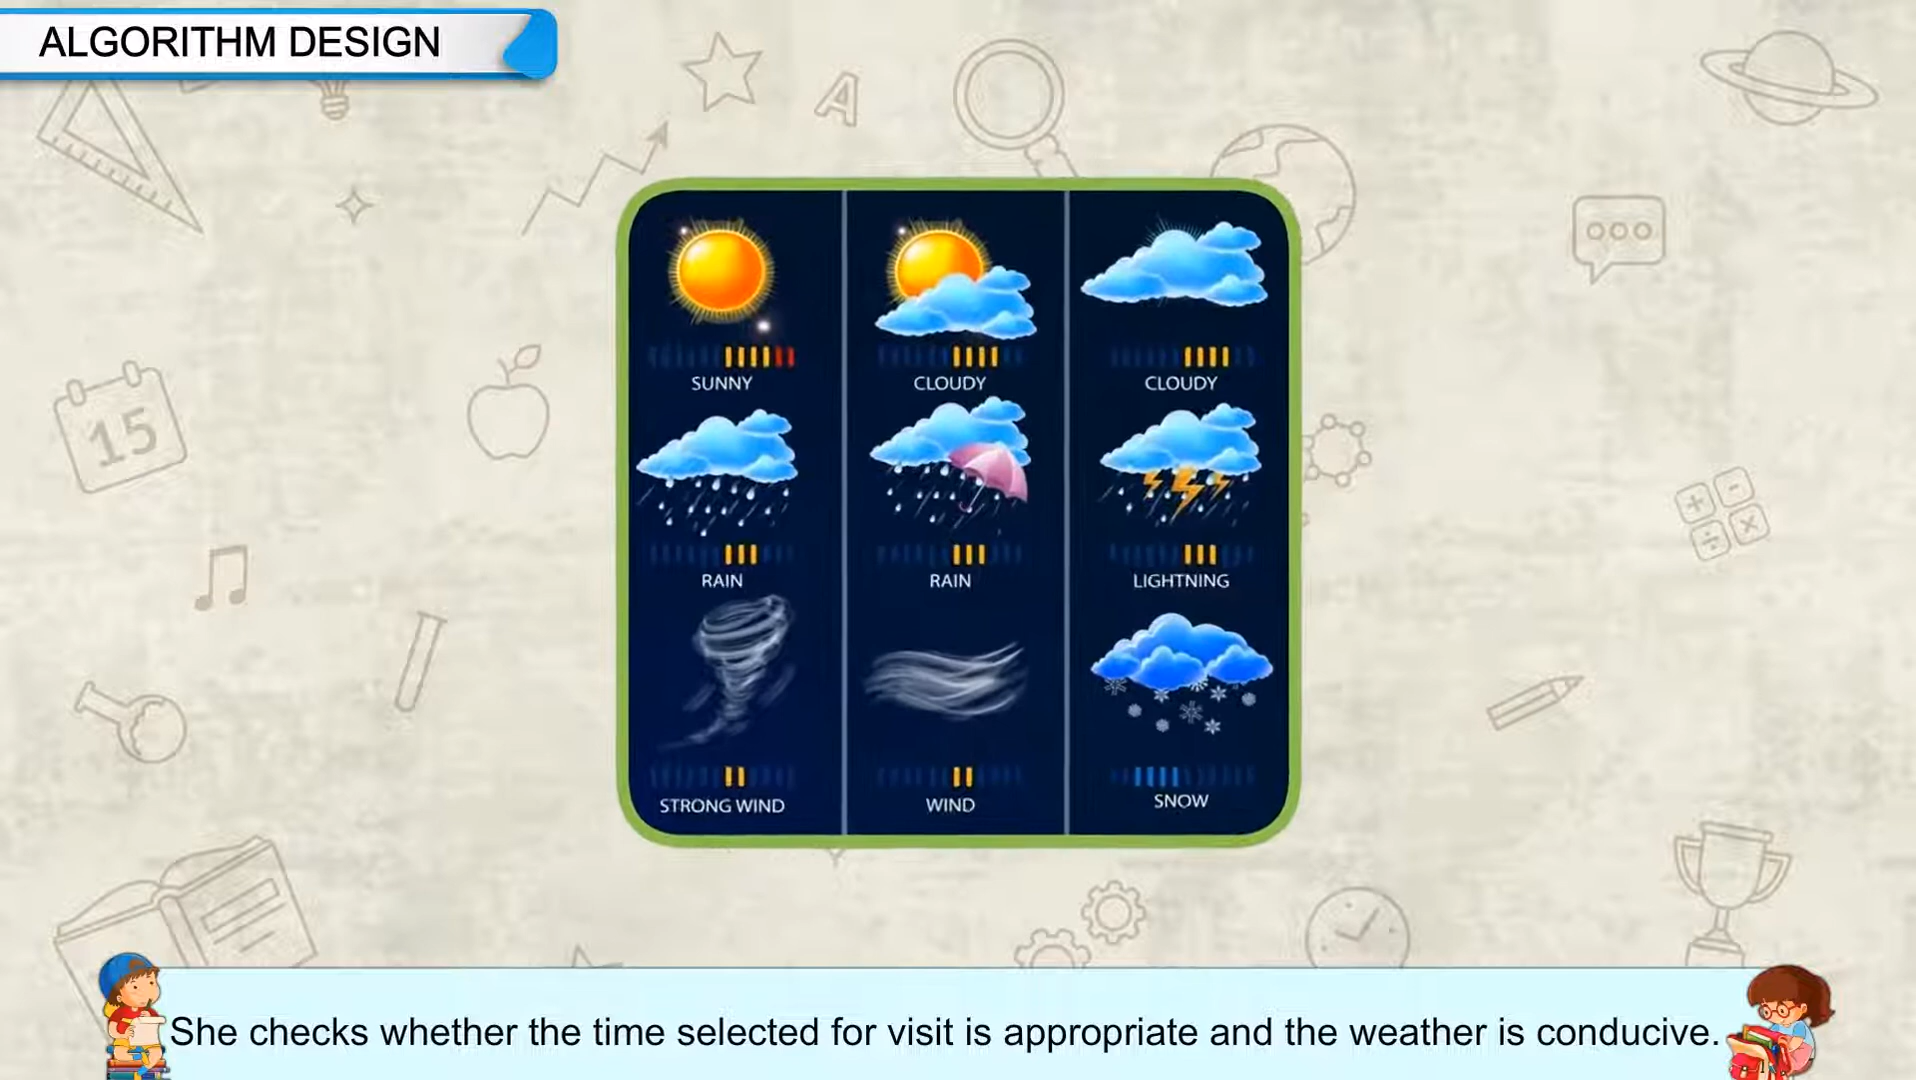 ALGORITHM DESIGN
A
15
SUNNY
CLOUDY
CLOUDY
RAIN
RAIN
LIGHTNING
STRONG WIND
WIND
SNOW
She checks whether the time selected for visit is appropriate and the weather is conducive.